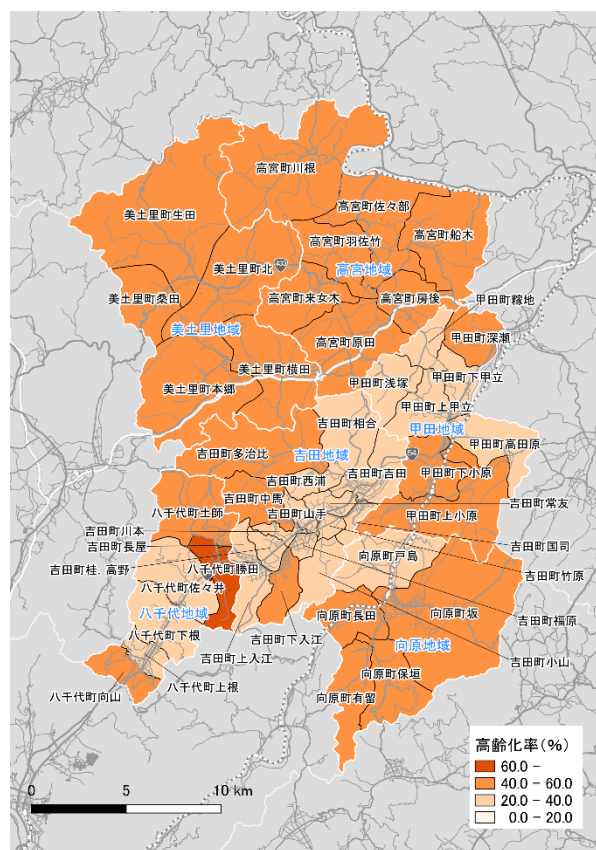 高宮町川根
高宮町佐々部
美土里町生田
高宮町羽佐竹
高宮町船木
美土里町北
433
高宮地域
美土里町桑田
高宮町来女木
高宮町房後
甲田町糘地
美土里地域
高宮町原田
甲田町深瀬
美土里町横田
甲田町浅塚
甲田町下甲立
美土里町本郷
甲田町上甲立
吉田町相合
甲田地域
吉田町多治比
吉田地域
54
甲田町高田原
吉田町西浦
吉田町吉田
甲田町下小原
吉田町中馬
八千代町土師
吉田町山手
甲田町上小原
吉田町常友
吉田町川本
吉田町長屋
吉田町国司
向原町戸島
吉田町桂．高野
八千代町勝田
吉田町竹原
八千代町佐々井
八千代地域
向原町長田
向原町坂
吉田町福原
八千代町下根
吉田町下入江
向原地域
吉田町上入江
吉田町小山
八千代町向山
八千代町上根
向原町保垣
向原町有留
高齢化率（%）
60.0 -
40.0 - 60.0
20.0 - 40.0
0.0 - 20.0
0 5 10 km